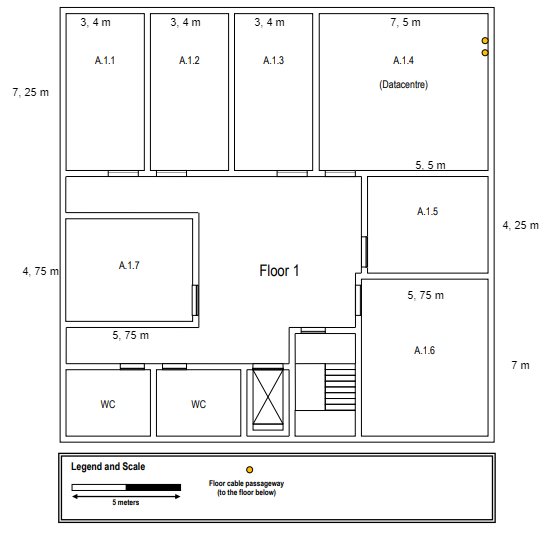 3, 4 m
3, 4 m
3, 4 m
7, 5 m
A.1.1
A.1.2
A.1.3
A.1.4
(Datacentre)
7, 25 m
5, 5 m
A.1.5
4, 25 m
A.1.7
Floor 1
4, 75 m
5, 75 m
5, 75 m
A.1.6
7 m
WC
WC
Legend and Scale
5 meters
Floor cable passageway
(to the floor below)